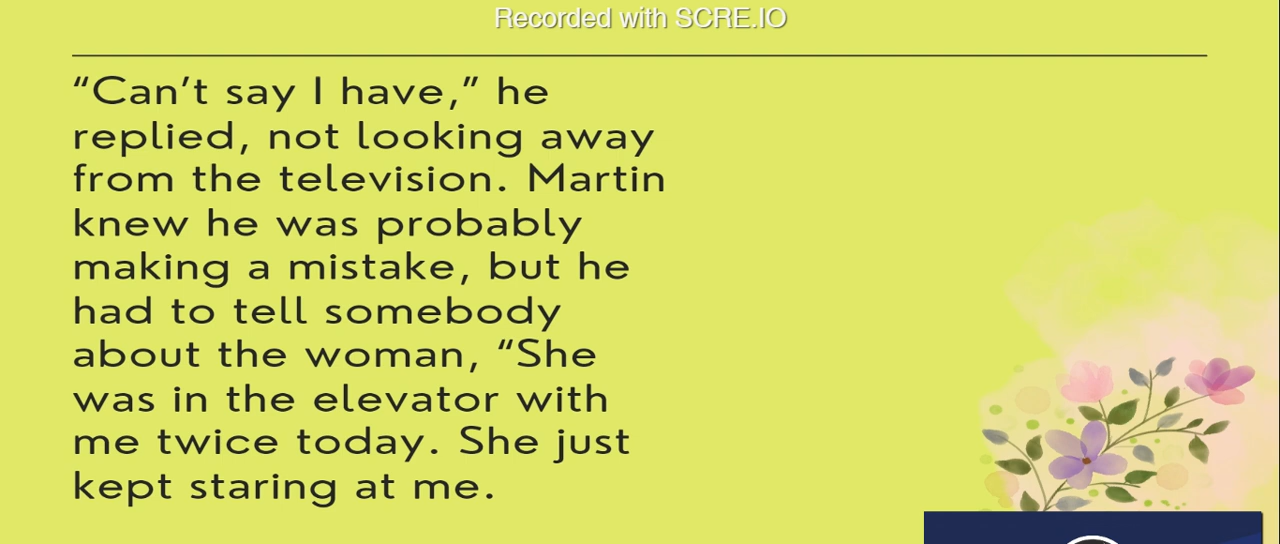 Recorded with SCRE.IO
“Can’t say I have,” he
replied, not looking away
from the television. Martin
knew he was probably
making a mistake, but he
had to tell somebody
about the woman, “She
was in the elevator with
me twice today. She just
kept staring at me.